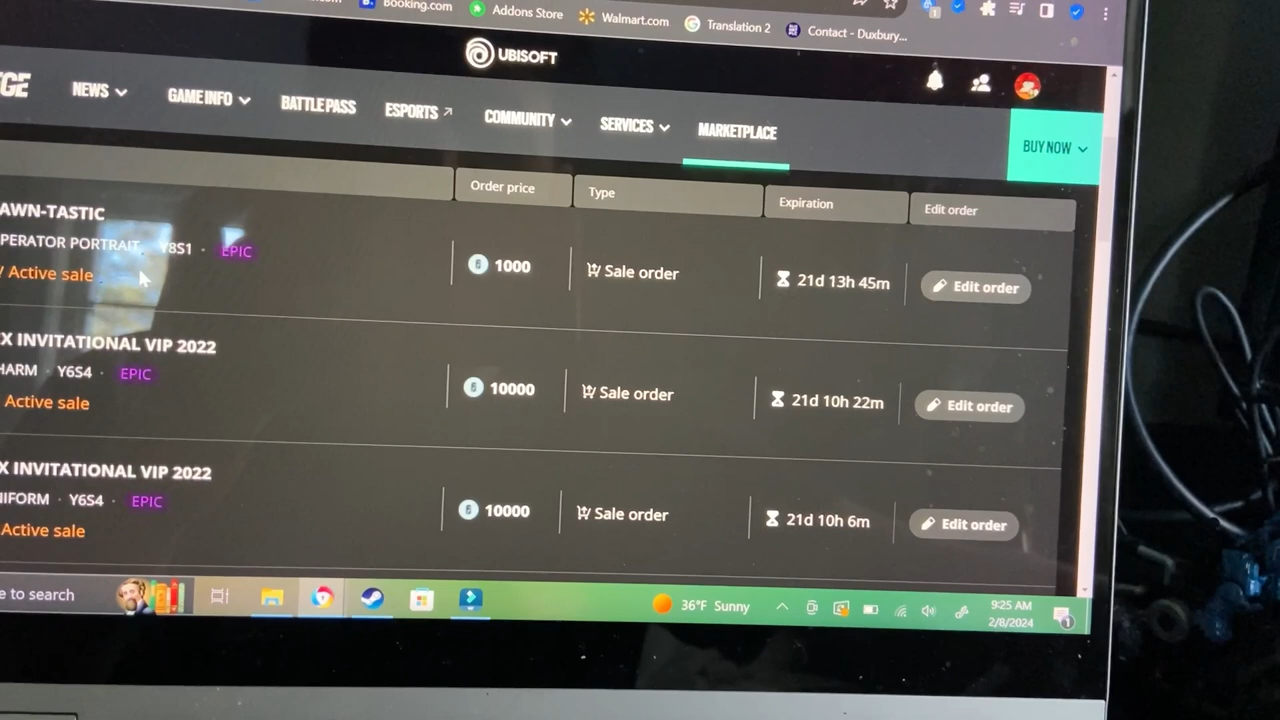 Booking.com Addons Store Walmart.com Translation 2 Contact - Duxbury...
1
UBISOFT
GE NEWS GAME INFO BATTLE PASS ESPORTS COMMUNITY SERVICES MARKETPLACE BUY NOW
Order price Type Expiration Edit order
AWN-TASTIC
PERATOR PORTRAIT Y8S1 · EPIC
Active sale
1000 Sale order 21d 13h 45m Edit order
X INVITATIONAL VIP 2022
HARM · Y6S4 · EPIC
Active sale
10000 Sale order 21d 10h 22m Edit order
X INVITATIONAL VIP 2022
NIFORM · Y6S4 · EPIC
Active sale
10000 Sale order 21d 10h 6m Edit order
e to search 36°F Sunny 9:25 AM
2/8/2024 1